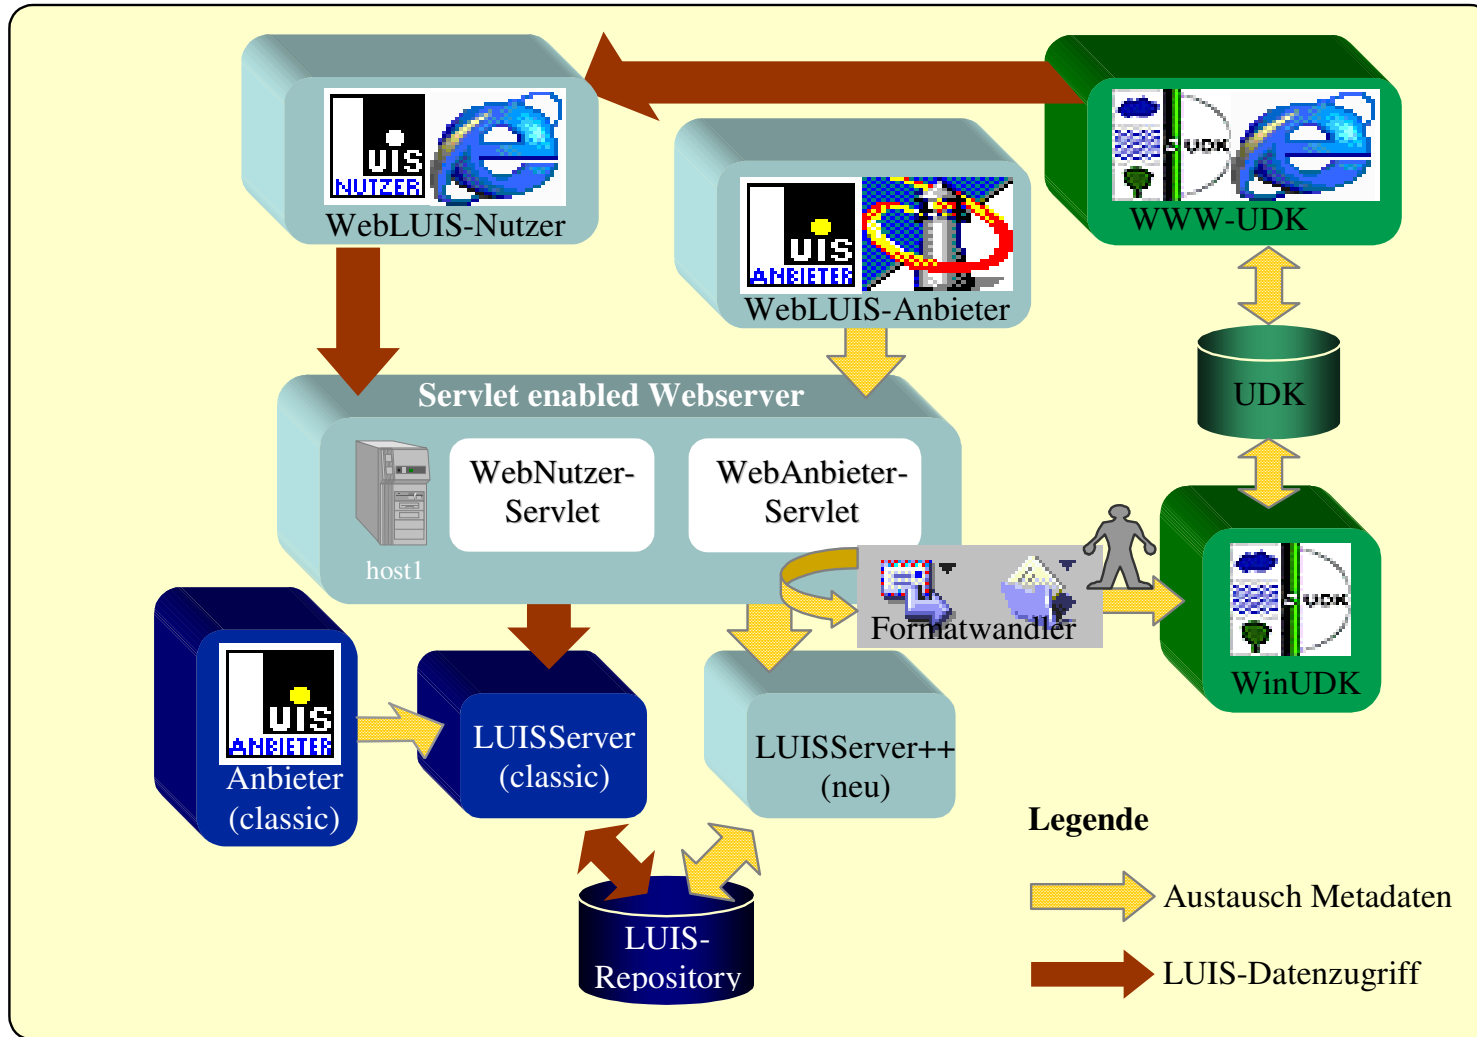 UIS
NUTZER
WebLUIS-Nutzer
UIS
ANBIETER
WebLUIS-Anbieter
S UDK
WWW-UDK
UDK
Servlet enabled Webserver
WebNutzer-
Servlet
WebAnbieter-
Servlet
host1
Formatwandler
S UDK
WinUDK
UIS
ANBIETER
Anbieter
(classic)
LUISServer
(classic)
LUISServer++
(neu)
LUIS-
Repository
Legende
Austausch Metadaten
LUIS-Datenzugriff